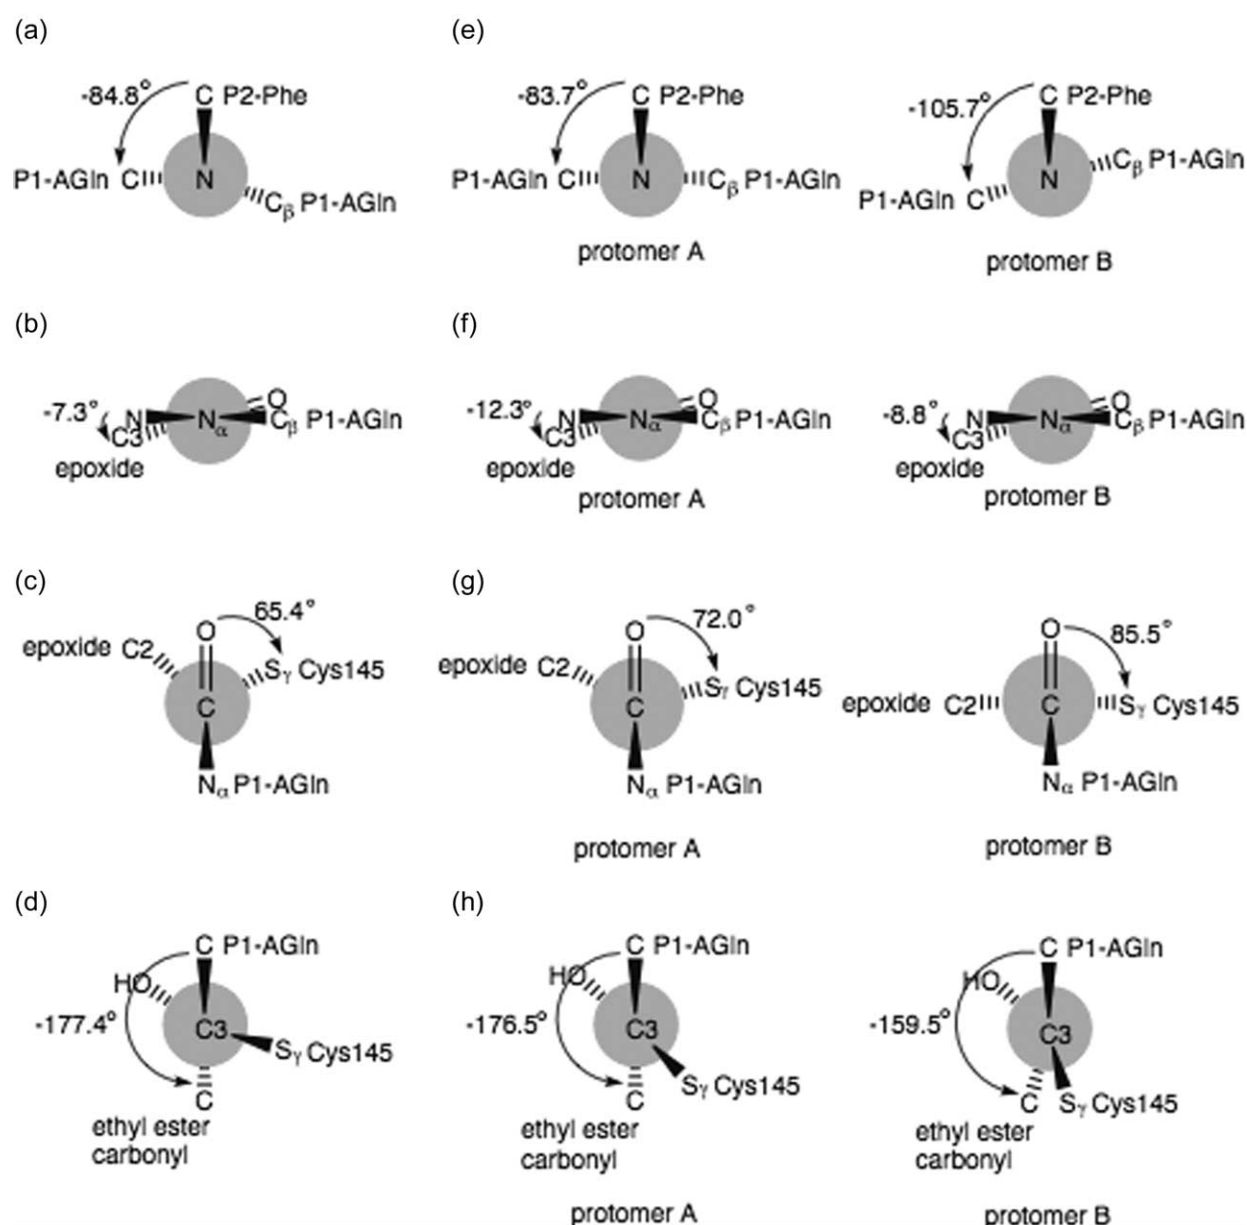 (a)
-84.8°
C P2-Phe
P1-AGln C
N
Cβ P1-AGln
(e)
-83.7°
C P2-Phe
P1-AGln C
N
Cβ P1-AGln
protomer A
-105.7°
C P2-Phe
Cβ P1-AGln
N
P1-AGln C
protomer B
(b)
-7.3°
N
C3
epoxide
Nα
O
Cβ P1-AGln
(f)
-12.3°
N
C3
epoxide
Nα
O
Cβ P1-AGln
protomer A
-8.8°
N
C3
epoxide
Nα
O
Cβ P1-AGln
protomer B
(c)
65.4°
O
epoxide C2
Sγ Cys145
C
Nα P1-AGln
(g)
72.0°
O
epoxide C2
Sγ Cys145
C
Nα P1-AGln
protomer A
85.5°
O
epoxide C2
C
Sγ Cys145
Nα P1-AGln
protomer B
(d)
C P1-AGln
HO
-177.4°
C3
Sγ Cys145
C
ethyl ester
carbonyl
(h)
C P1-AGln
HO
-176.5°
C3
Sγ Cys145
C
ethyl ester
carbonyl
protomer A
C P1-AGln
HO
-159.5°
C3
C
Sγ Cys145
ethyl ester
carbonyl
protomer B